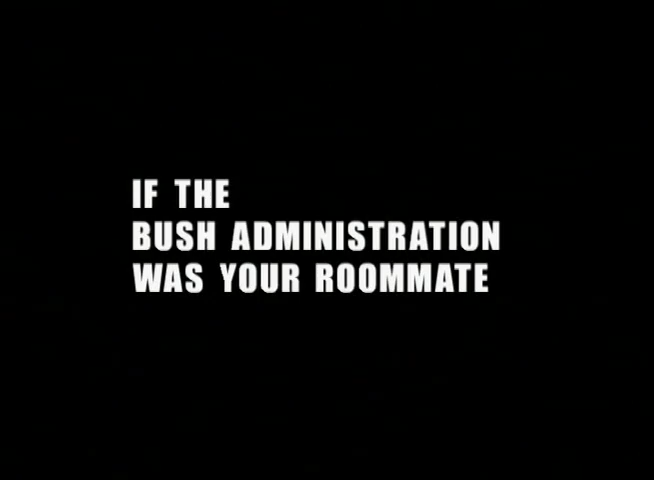 IF THE
BUSH ADMINISTRATION
WAS YOUR ROOMMATE